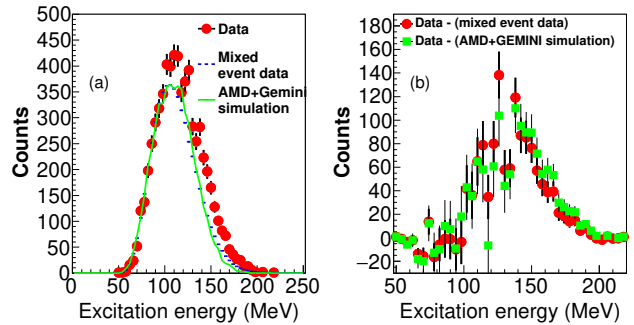 450
400
350
300
250
200
150
100
50
0
Counts
(a)
Data
Mixed
event data
AMD+Gemini
simulation
0 50 100 150 200 250
Excitation energy (MeV)
180
160
140
120
100
80
60
40
20
0
−20
Counts
(b)
Data - (mixed event data)
Data - (AMD+GEMINI simulation)
50 100 150 200
Excitation energy (MeV)